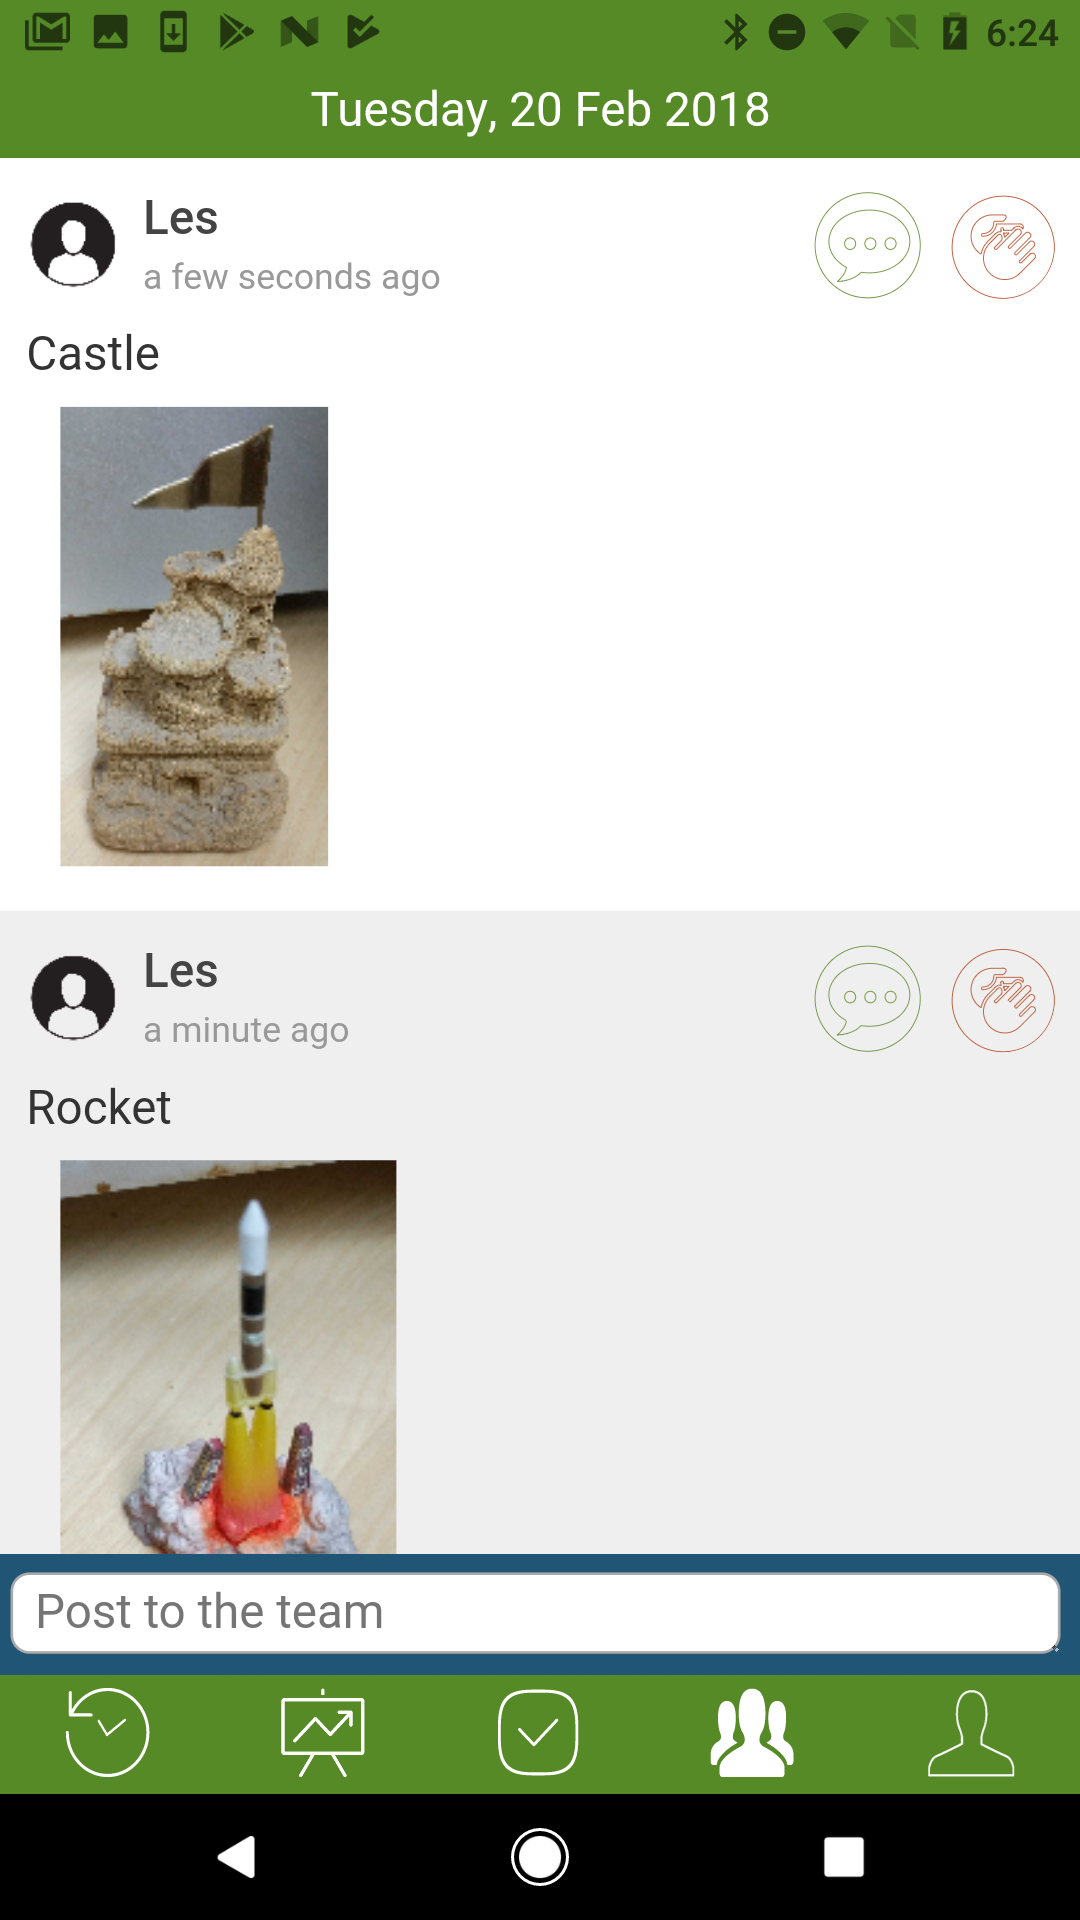 6:24
Tuesday, 20 Feb 2018
Les
a few seconds ago
Castle
Les
a minute ago
Rocket
Post to the team